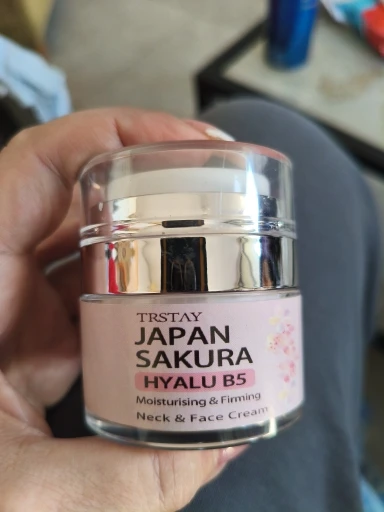 TRSTAY
JAPAN
SAKURA
HYALU B5
Moisturising & Firming
Neck & Face Cream